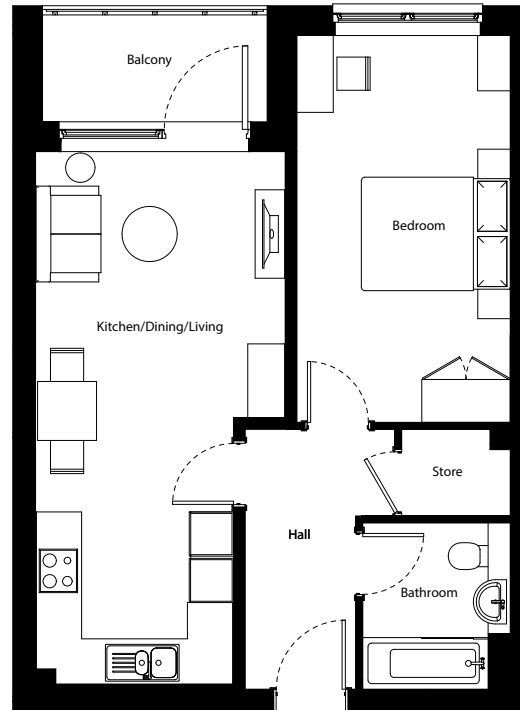 Balcony
Bedroom
Kitchen/Dining/Living
Store
Hall
Bathroom